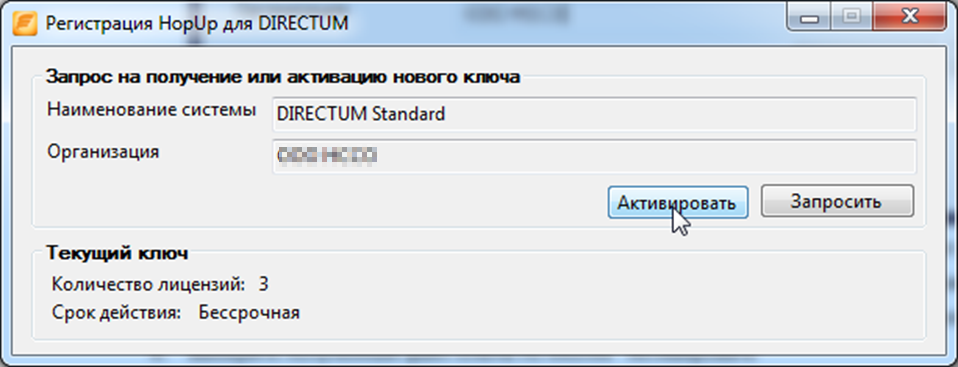 Регистрация HopUp для DIRECTUM
Запрос на получение или активацию нового ключа
Наименование системы DIRECTUM Standard
Организация
Активировать Запросить
Текущий ключ
Количество лицензий: 3
Срок действия: Бессрочная